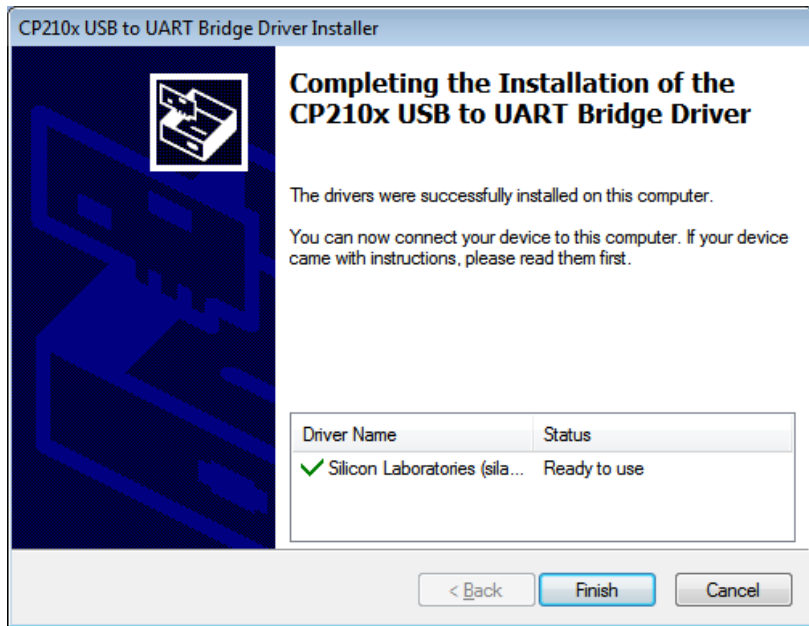 CP210x USB to UART Bridge Driver Installer
Completing the Installation of the
CP210x USB to UART Bridge Driver
The drivers were successfully installed on this computer.
You can now connect your device to this computer. If your device
came with instructions, please read them first.
Driver Name Status
Silicon Laboratories (sila... Ready to use
< Back Finish Cancel